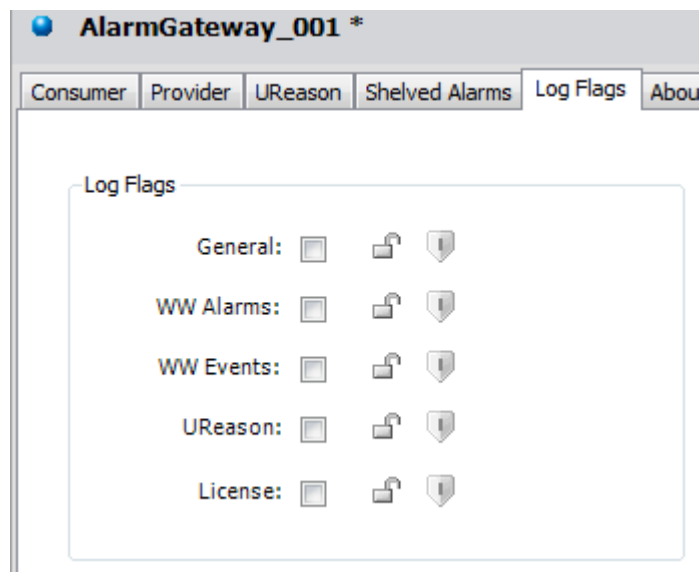 AlarmGateway_001 *
Consumer Provider UReason Shelved Alarms Log Flags Abou
Log Flags
General:
WW Alarms:
WW Events:
UReason:
License: